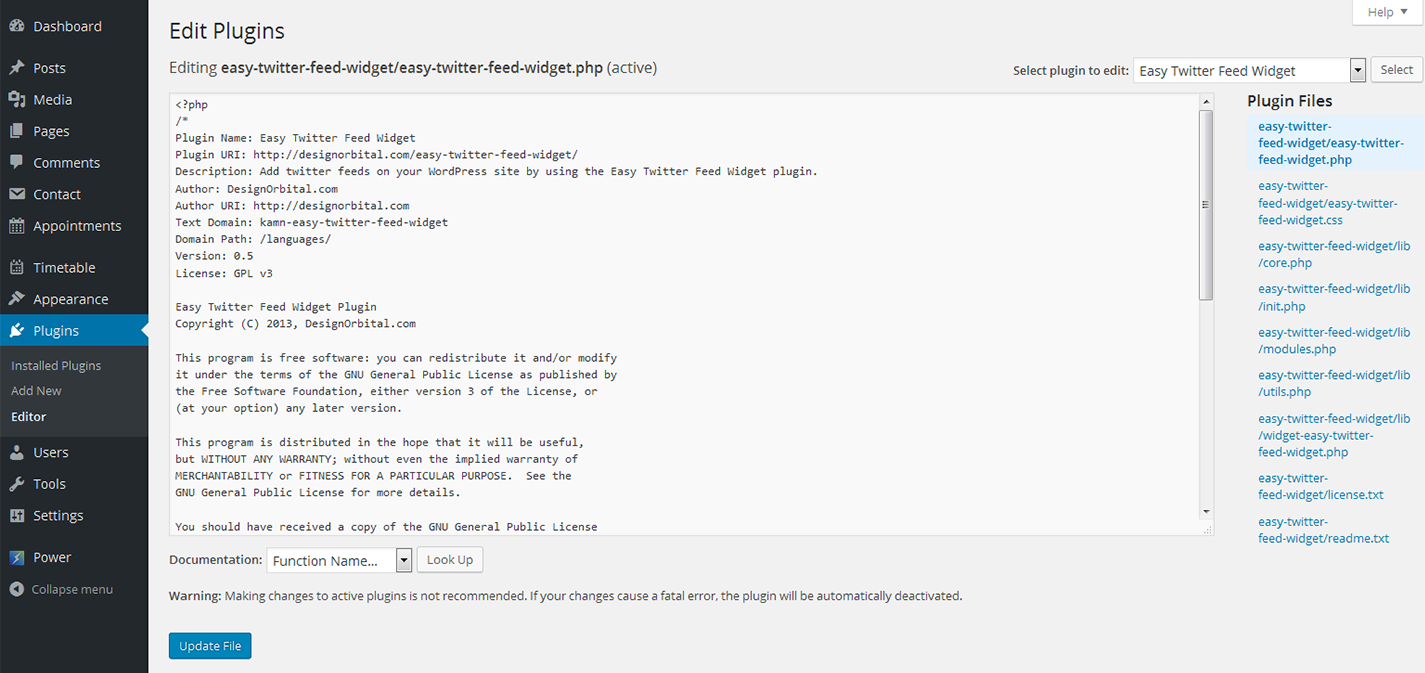 Dashboard
Posts
Media
Pages
Comments
Contact
Appointments
Timetable
Appearance
Plugins
Installed Plugins
Add New
Editor
Users
Tools
Settings
Power
Collapse menu
Help
Edit Plugins
Editing easy-twitter-feed-widget/easy-twitter-feed-widget.php (active)
Select plugin to edit: Easy Twitter Feed Widget Select
<?php
/*
Plugin Name: Easy Twitter Feed Widget
Plugin URI: http://designorbital.com/easy-twitter-feed-widget/
Description: Add twitter feeds on your WordPress site by using the Easy Twitter Feed Widget plugin.
Author: DesignOrbital.com
Author URI: http://designorbital.com
Text Domain: kamn-easy-twitter-feed-widget
Domain Path: /languages/
Version: 0.5
License: GPL v3
Easy Twitter Feed Widget Plugin
Copyright (C) 2013, DesignOrbital.com
This program is free software: you can redistribute it and/or modify
it under the terms of the GNU General Public License as published by
the Free Software Foundation, either version 3 of the License, or
(at your option) any later version.
This program is distributed in the hope that it will be useful,
but WITHOUT ANY WARRANTY; without even the implied warranty of
MERCHANTABILITY or FITNESS FOR A PARTICULAR PURPOSE.  See the
GNU General Public License for more details.
You should have received a copy of the GNU General Public License
Plugin Files
easy-twitter-
feed-widget/easy-twitter-
feed-widget.php
easy-twitter-
feed-widget/easy-twitter-
feed-widget.css
easy-twitter-feed-widget/lib
/core.php
easy-twitter-feed-widget/lib
/init.php
easy-twitter-feed-widget/lib
/modules.php
easy-twitter-feed-widget/lib
/utils.php
easy-twitter-feed-widget/lib
/widget-easy-twitter-
feed-widget.php
easy-twitter-
feed-widget/license.txt
easy-twitter-
feed-widget/readme.txt
Documentation: Function Name... Look Up
Warning: Making changes to active plugins is not recommended. If your changes cause a fatal error, the plugin will be automatically deactivated.
Update File